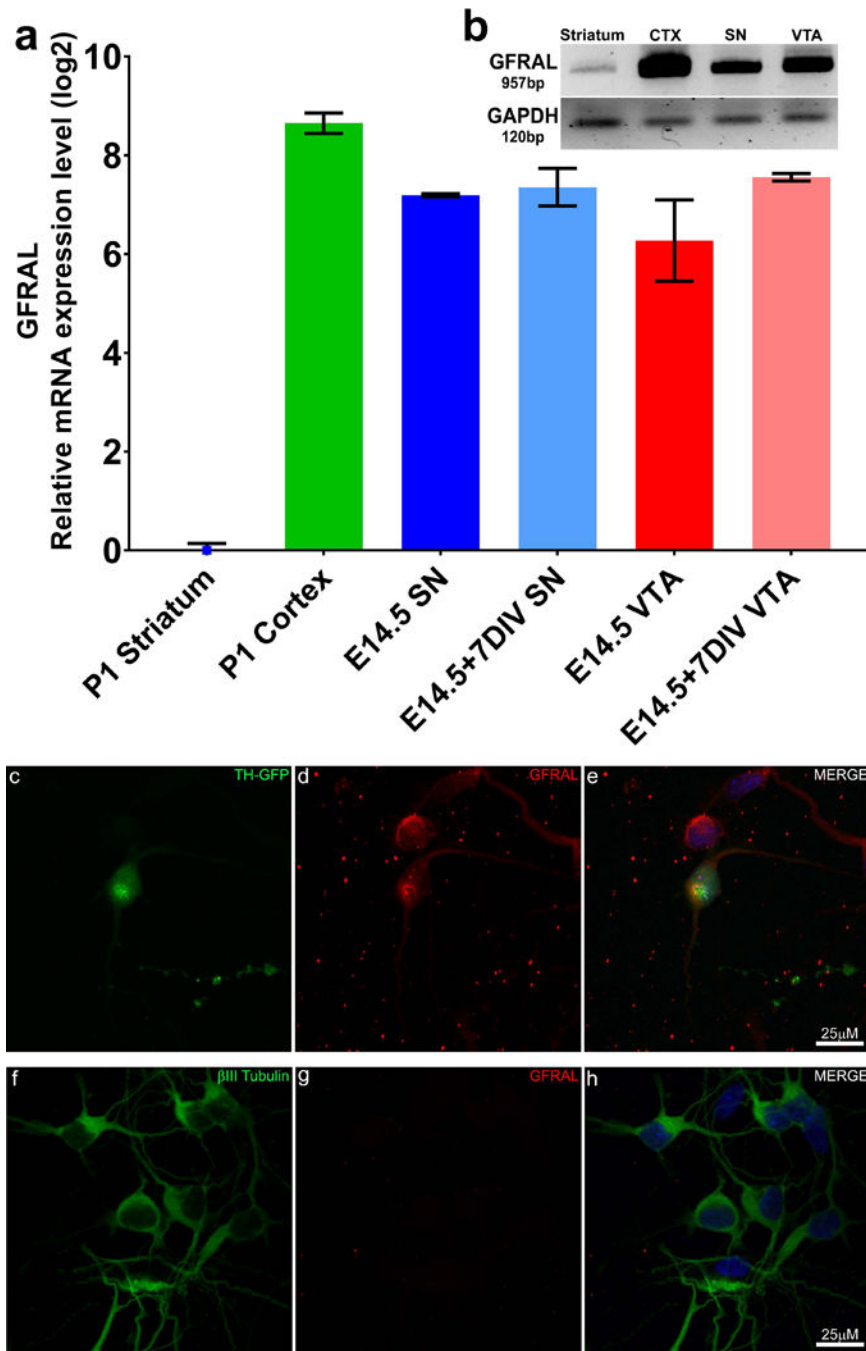 a
GFRAL
Relative mRNA expression level (log2)
10
8
6
4
2
0
P1 Striatum
P1 Cortex
E14.5 SN
E14.5+7DIV SN
E14.5 VTA
E14.5+7DIV VTA
b
Striatum CTX SN VTA
GFRAL
957bp
GAPDH
120bp
c TH-GFP
d GFRAL
e MERGE
25µM
f βIII Tubulin
g GFRAL
h MERGE
25µM